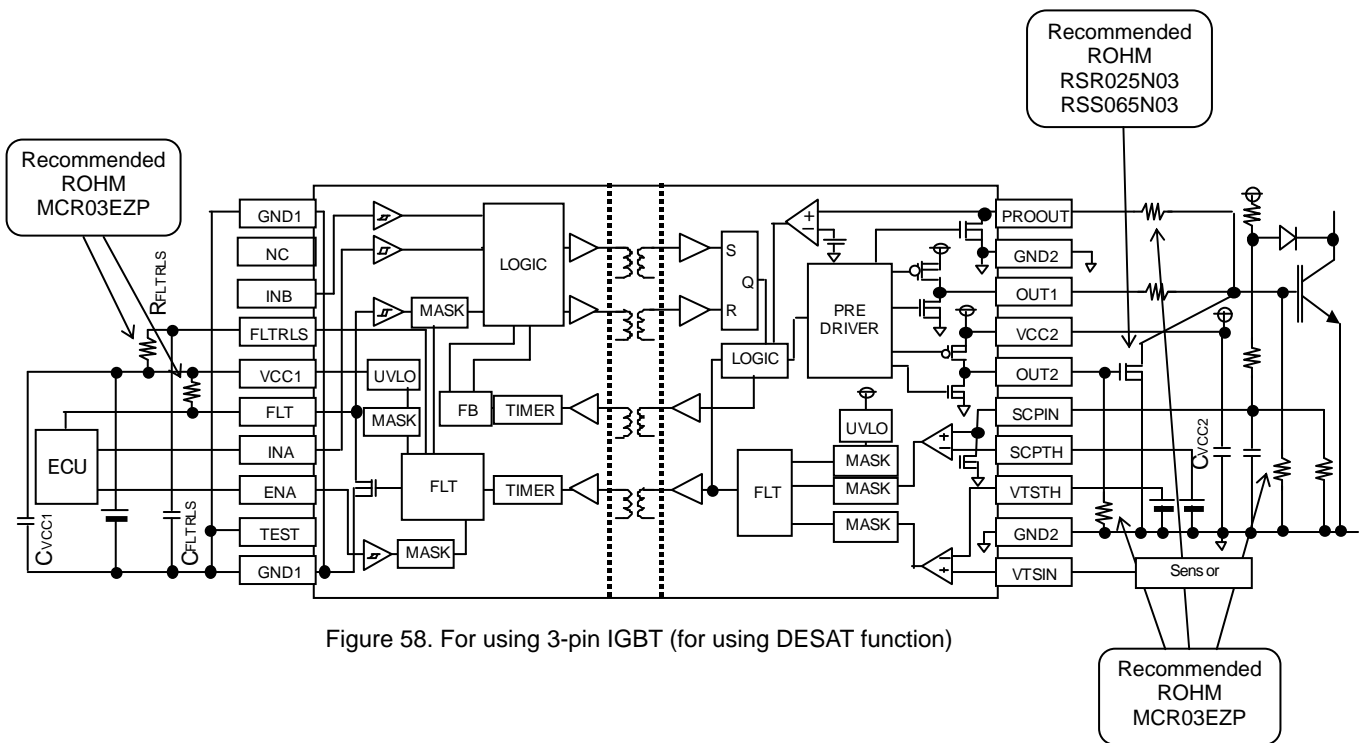 Recommended
ROHM
RSR025N03
RSS065N03
Recommended
ROHM
MCR03EZP
GND1
NC
INB
FLTRLS
VCC1
FLT
INA
ENA
TEST
GND1
RFLTRLS
ECU
CVCC1
CFLTRLS
LOGIC
MASK
UVLO
MASK
FB
TIMER
FLT
TIMER
MASK
S
R
Q
LOGIC
PRE
DRIVER
UVLO
MASK
MASK
MASK
FLT
+
−
+
−
+
−
PROOUT
GND2
OUT1
VCC2
OUT2
SCPIN
SCPTH
VTSTH
GND2
VTSIN
CVCC2
Sensor
Figure 58. For using 3-pin IGBT (for using DESAT function)
Recommended
ROHM
MCR03EZP